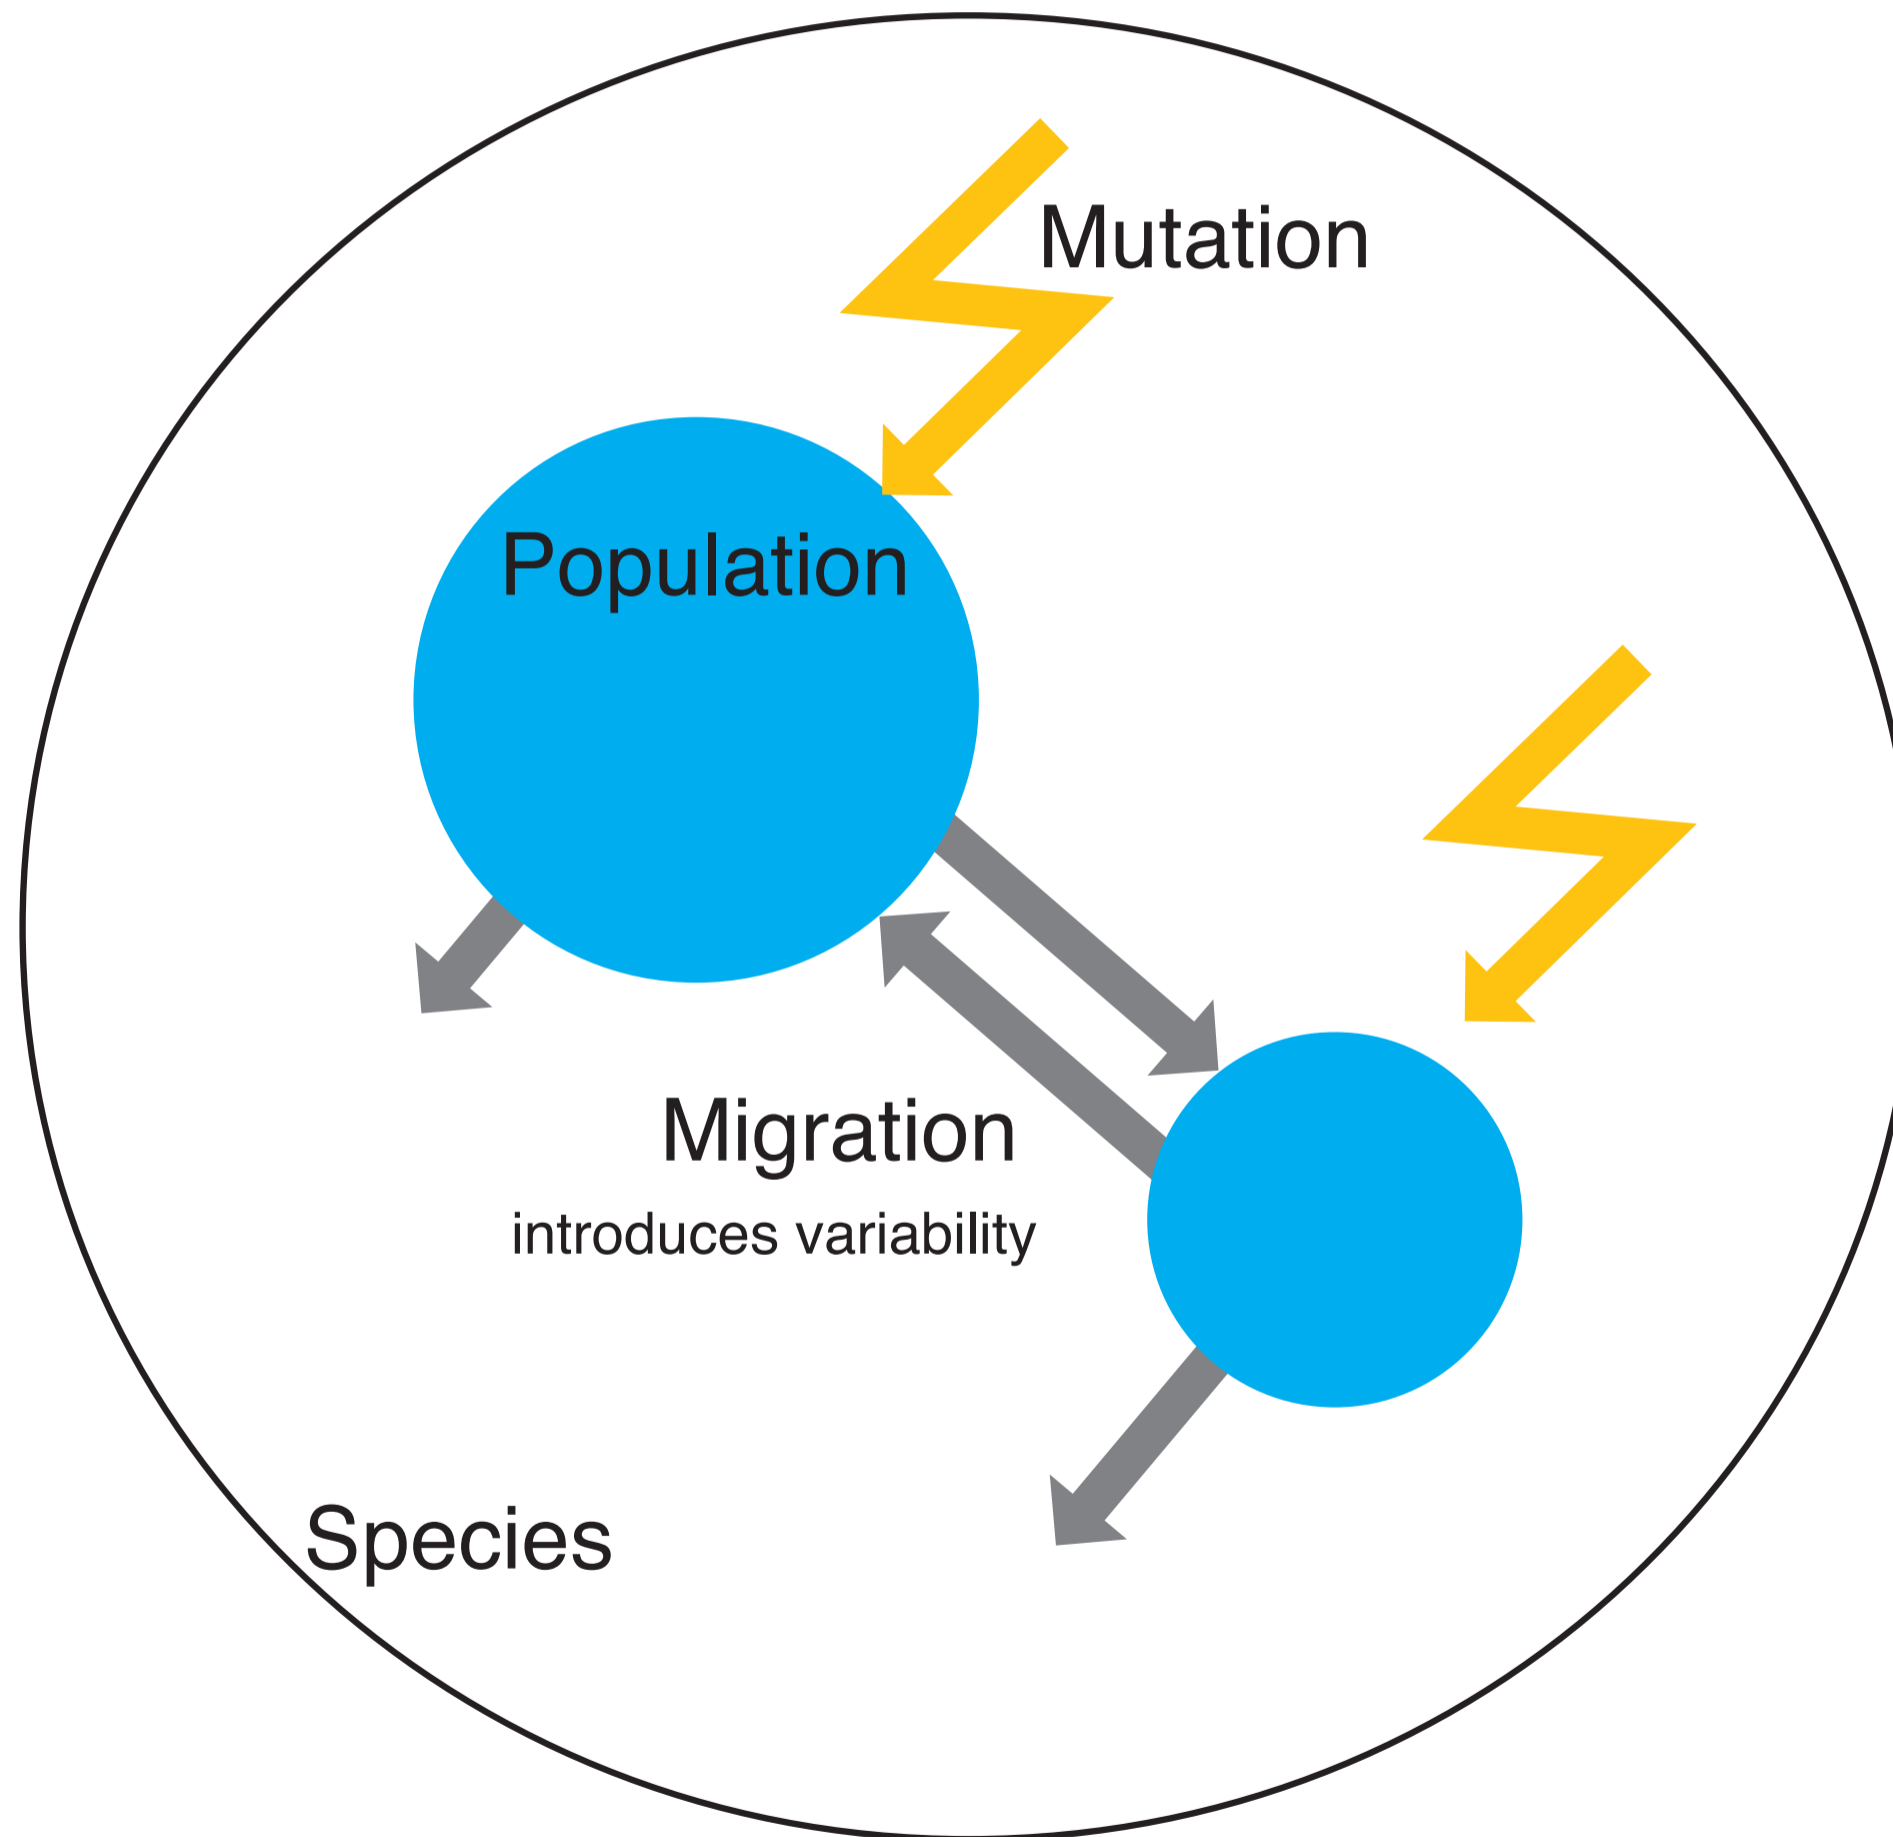 Mutation
Population
Migration
introduces variability
Species